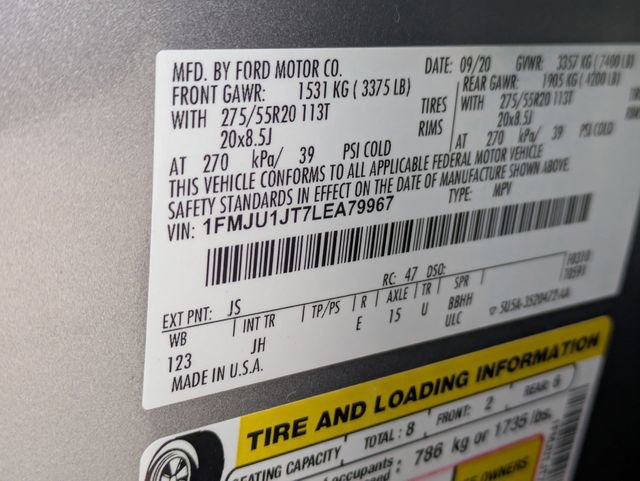 MFD. BY FORD MOTOR CO. DATE: 09/20 GVWR: 3357 KG (7400 LB)
FRONT GAWR: 1531 KG ( 3375 LB) REAR GAWR: 1905 KG (4200 LB)
WITH 275/55R20 113T TIRES WITH 275/55R20 113T
20x8.5J RIMS 20x8.5J
AT 270 kPa/ 39 PSI COLD AT 270 kPa/ 39 PSI COLD
THIS VEHICLE CONFORMS TO ALL APPLICABLE FEDERAL MOTOR VEHICLE
SAFETY STANDARDS IN EFFECT ON THE DATE OF MANUFACTURE SHOWN ABOVE.
VIN: 1FMJU1JT7LEA79967 TYPE: MPV
EXT PNT: JS RC: 47 DSO:
WB INT TR TP/PS R AXLE TR SPR
123 JH E 15 U BBHH
ULC
MADE IN U.S.A.
TIRE AND LOADING INFORMATION
SEATING CAPACITY TOTAL: 8 FRONT: 2 REAR: 6
occupants 786 kg or 1735 lbs.
OWNERS